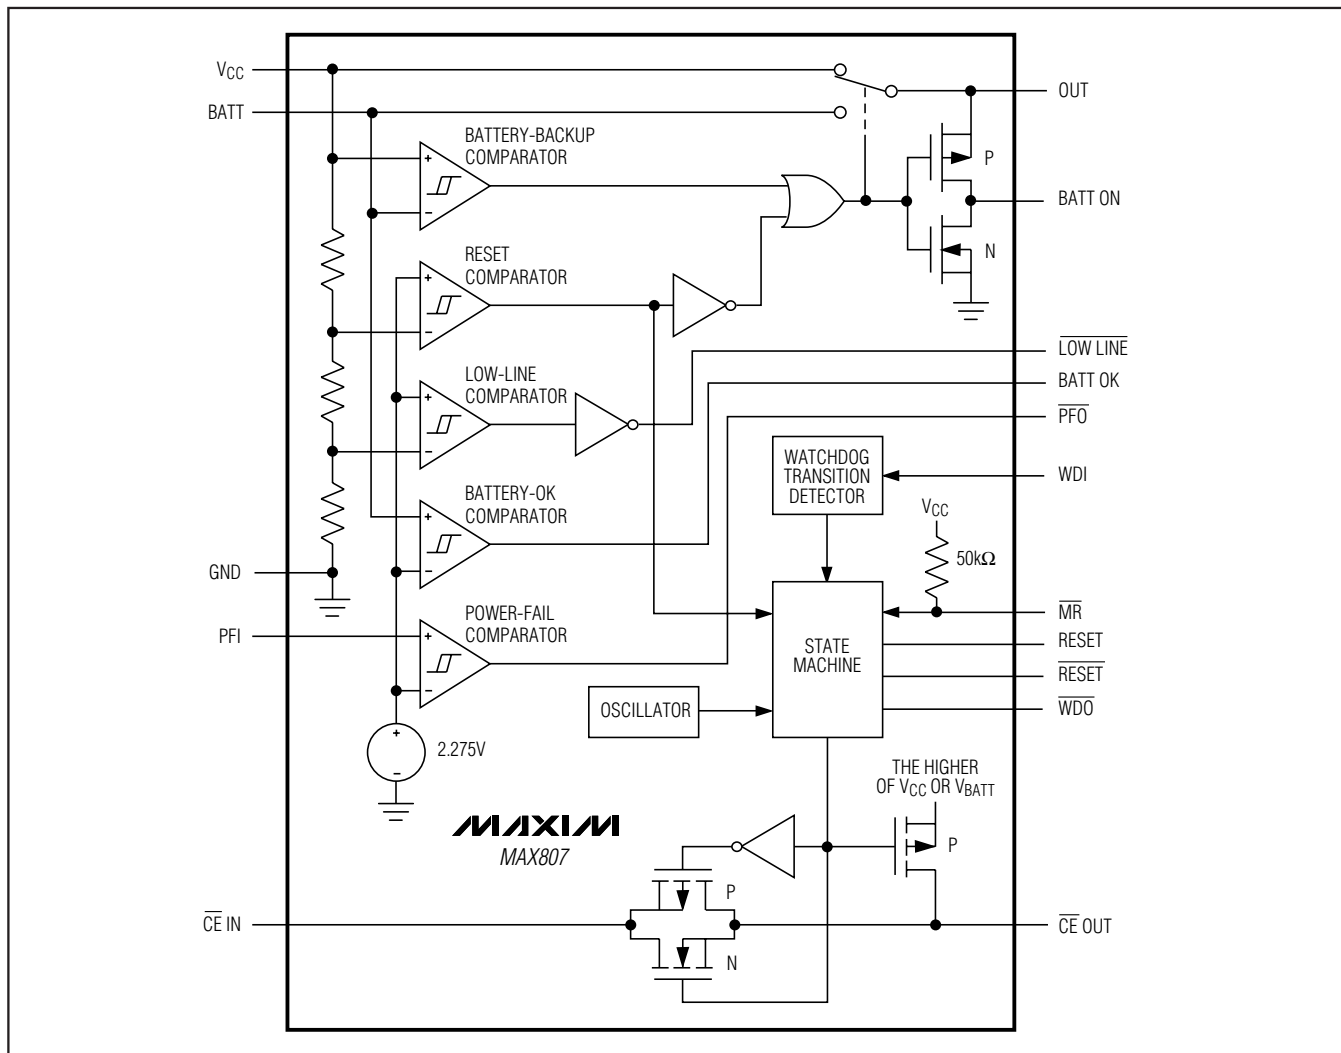 VCC
OUT
BATT
BATTERY-BACKUP
COMPARATOR
+
−
P
BATT ON
RESET
COMPARATOR
+
−
N
LOW LINE
BATT OK
PFO
LOW-LINE
COMPARATOR
+
−
WATCHDOG
TRANSITION
DETECTOR
WDI
BATTERY-OK
COMPARATOR
+
−
VCC
50kΩ
GND
MR
PFI
POWER-FAIL
COMPARATOR
+
−
STATE
MACHINE
RESET
RESET
WDO
OSCILLATOR
+
−
2.275V
THE HIGHER
OF VCC OR VBATT
MAXIM
MAX807
P
P
CE IN
CE OUT
N